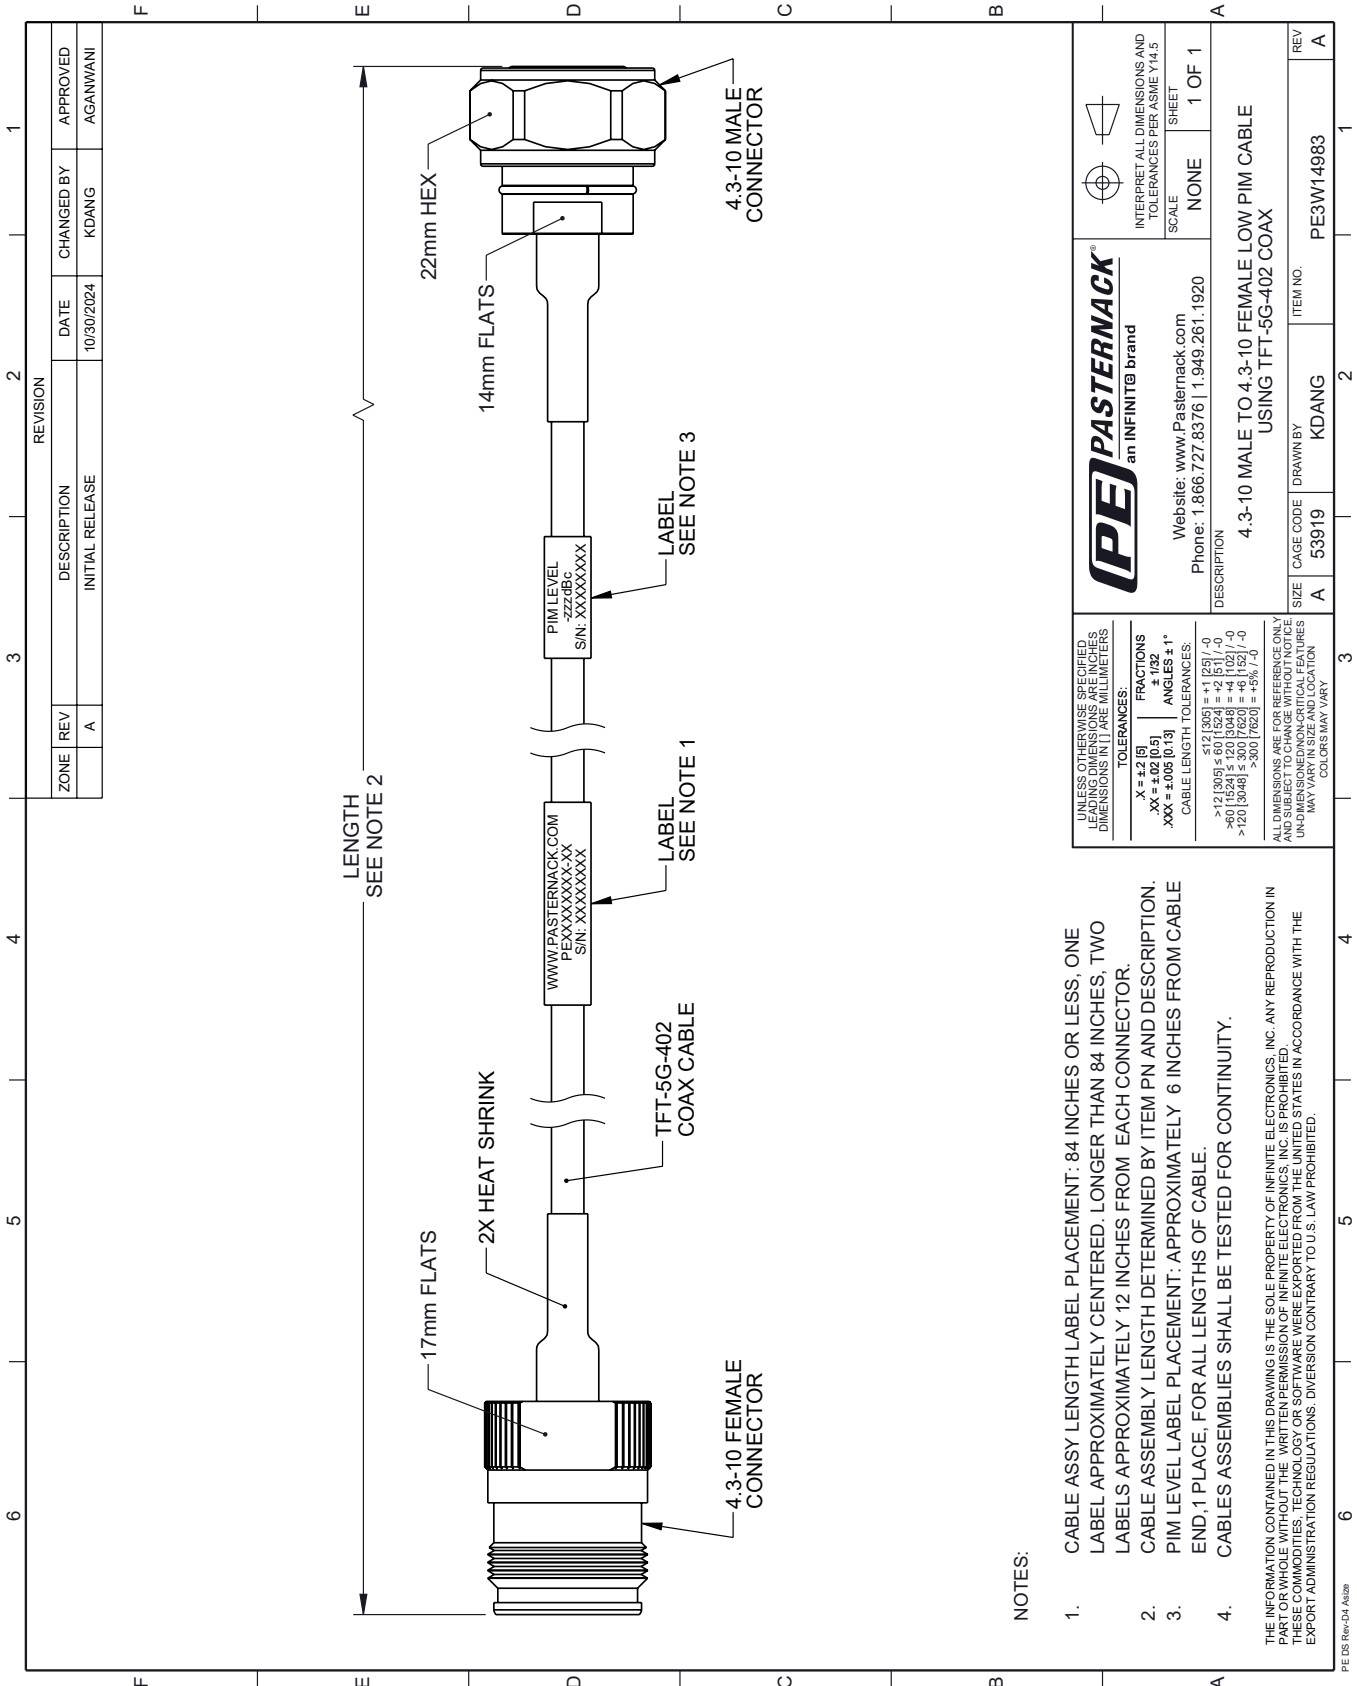 REVISION
ZONE REV DESCRIPTION DATE CHANGED BY APPROVED
A INITIAL RELEASE 10/30/2024 KDANG AGANWANI
6 5 4 3 2 1
F
E
D
C
B
A
LENGTH
SEE NOTE 2
17mm FLATS
2X HEAT SHRINK
14mm FLATS
22mm HEX
WWW.PASTERNACK.COM
PEXXXXXXXX-XX
S/N: XXXXXXXX
PIM LEVEL
-zzzdBc
S/N: XXXXXXXX
4.3-10 FEMALE
CONNECTOR
TFT-5G-402
COAX CABLE
LABEL
SEE NOTE 1
LABEL
SEE NOTE 3
4.3-10 MALE
CONNECTOR
NOTES:
1. CABLE ASSY LENGTH LABEL PLACEMENT: 84 INCHES OR LESS, ONE
LABEL APPROXIMATELY CENTERED. LONGER THAN 84 INCHES, TWO
LABELS APPROXIMATELY 12 INCHES FROM EACH CONNECTOR.
2. CABLE ASSEMBLY LENGTH DETERMINED BY ITEM PN AND DESCRIPTION.
3. PIM LEVEL LABEL PLACEMENT: APPROXIMATELY 6 INCHES FROM CABLE
END,1 PLACE, FOR ALL LENGTHS OF CABLE.
4. CABLES ASSEMBLIES SHALL BE TESTED FOR CONTINUITY.
THE INFORMATION CONTAINED IN THIS DRAWING IS THE SOLE PROPERTY OF INFINITE ELECTRONICS, INC. ANY REPRODUCTION IN
PART OR WHOLE WITHOUT THE WRITTEN PERMISSION OF INFINITE ELECTRONICS, INC. IS PROHIBITED.
THESE COMMODITIES, TECHNOLOGY OR SOFTWARE WERE EXPORTED FROM THE UNITED STATES IN ACCORDANCE WITH THE
EXPORT ADMINISTRATION REGULATIONS. DIVERSION CONTRARY TO U.S. LAW PROHIBITED.
UNLESS OTHERWISE SPECIFIED
LEADING DIMENSIONS ARE INCHES
DIMENSIONS IN [ ] ARE MILLIMETERS
TOLERANCES:
.X = ±.2 [5] FRACTIONS
.XX = ±.02 [0.5] ± 1/32
.XXX = ±.005 [0.13] ANGLES ± 1°
CABLE LENGTH TOLERANCES:
≤12 [305] = +1 [25] / -0
>12 [305] ≤ 60 [1524] = +2 [51] / -0
>60 [1524] ≤ 120 [3048] = +4 [102] / -0
>120 [3048] ≤ 300 [7620] = +6 [152] / -0
>300 [7620] = +5% / -0
ALL DIMENSIONS ARE FOR REFERENCE ONLY
AND SUBJECT TO CHANGE WITHOUT NOTICE.
UN-DIMENSIONED/NON-CRITICAL FEATURES
MAY VARY IN SIZE AND LOCATION
COLORS MAY VARY
PE PASTERNACK®
an INFINIT@ brand
Website: www.Pasternack.com
Phone: 1.866.727.8376 | 1.949.261.1920
INTERPRET ALL DIMENSIONS AND
TOLERANCES PER ASME Y14.5
SCALE NONE
SHEET 1 OF 1
DESCRIPTION
4.3-10 MALE TO 4.3-10 FEMALE LOW PIM CABLE
USING TFT-5G-402 COAX
SIZE A
CAGE CODE 53919
DRAWN BY KDANG
ITEM NO. PE3W14983
REV A
6 5 4 3 2 1
F
E
D
C
B
A
PE DS Rev-D4 Asize